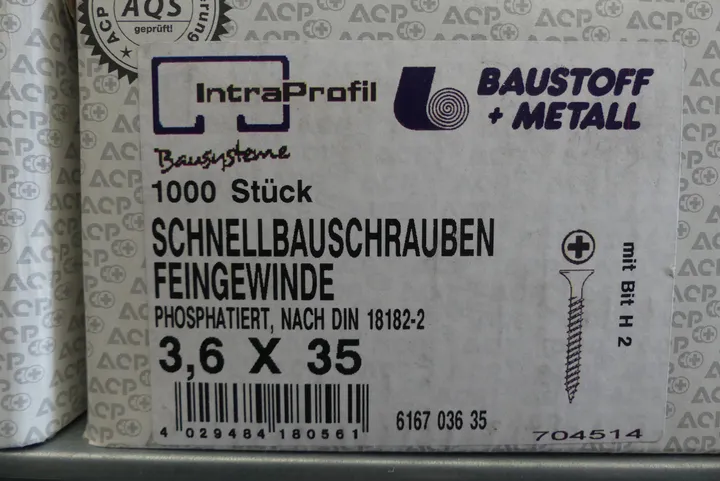 ACP
AQS
geprüft!
IntraProfil
Bausysteme
BAUSTOFF
+ METALL
1000 Stück
SCHNELLBAUSCHRAUBEN
FEINGEWINDE
PHOSPHATIERT, NACH DIN 18182-2
3,6 X 35
mit Bit H 2
4 029484 180561
6167 036 35
704514